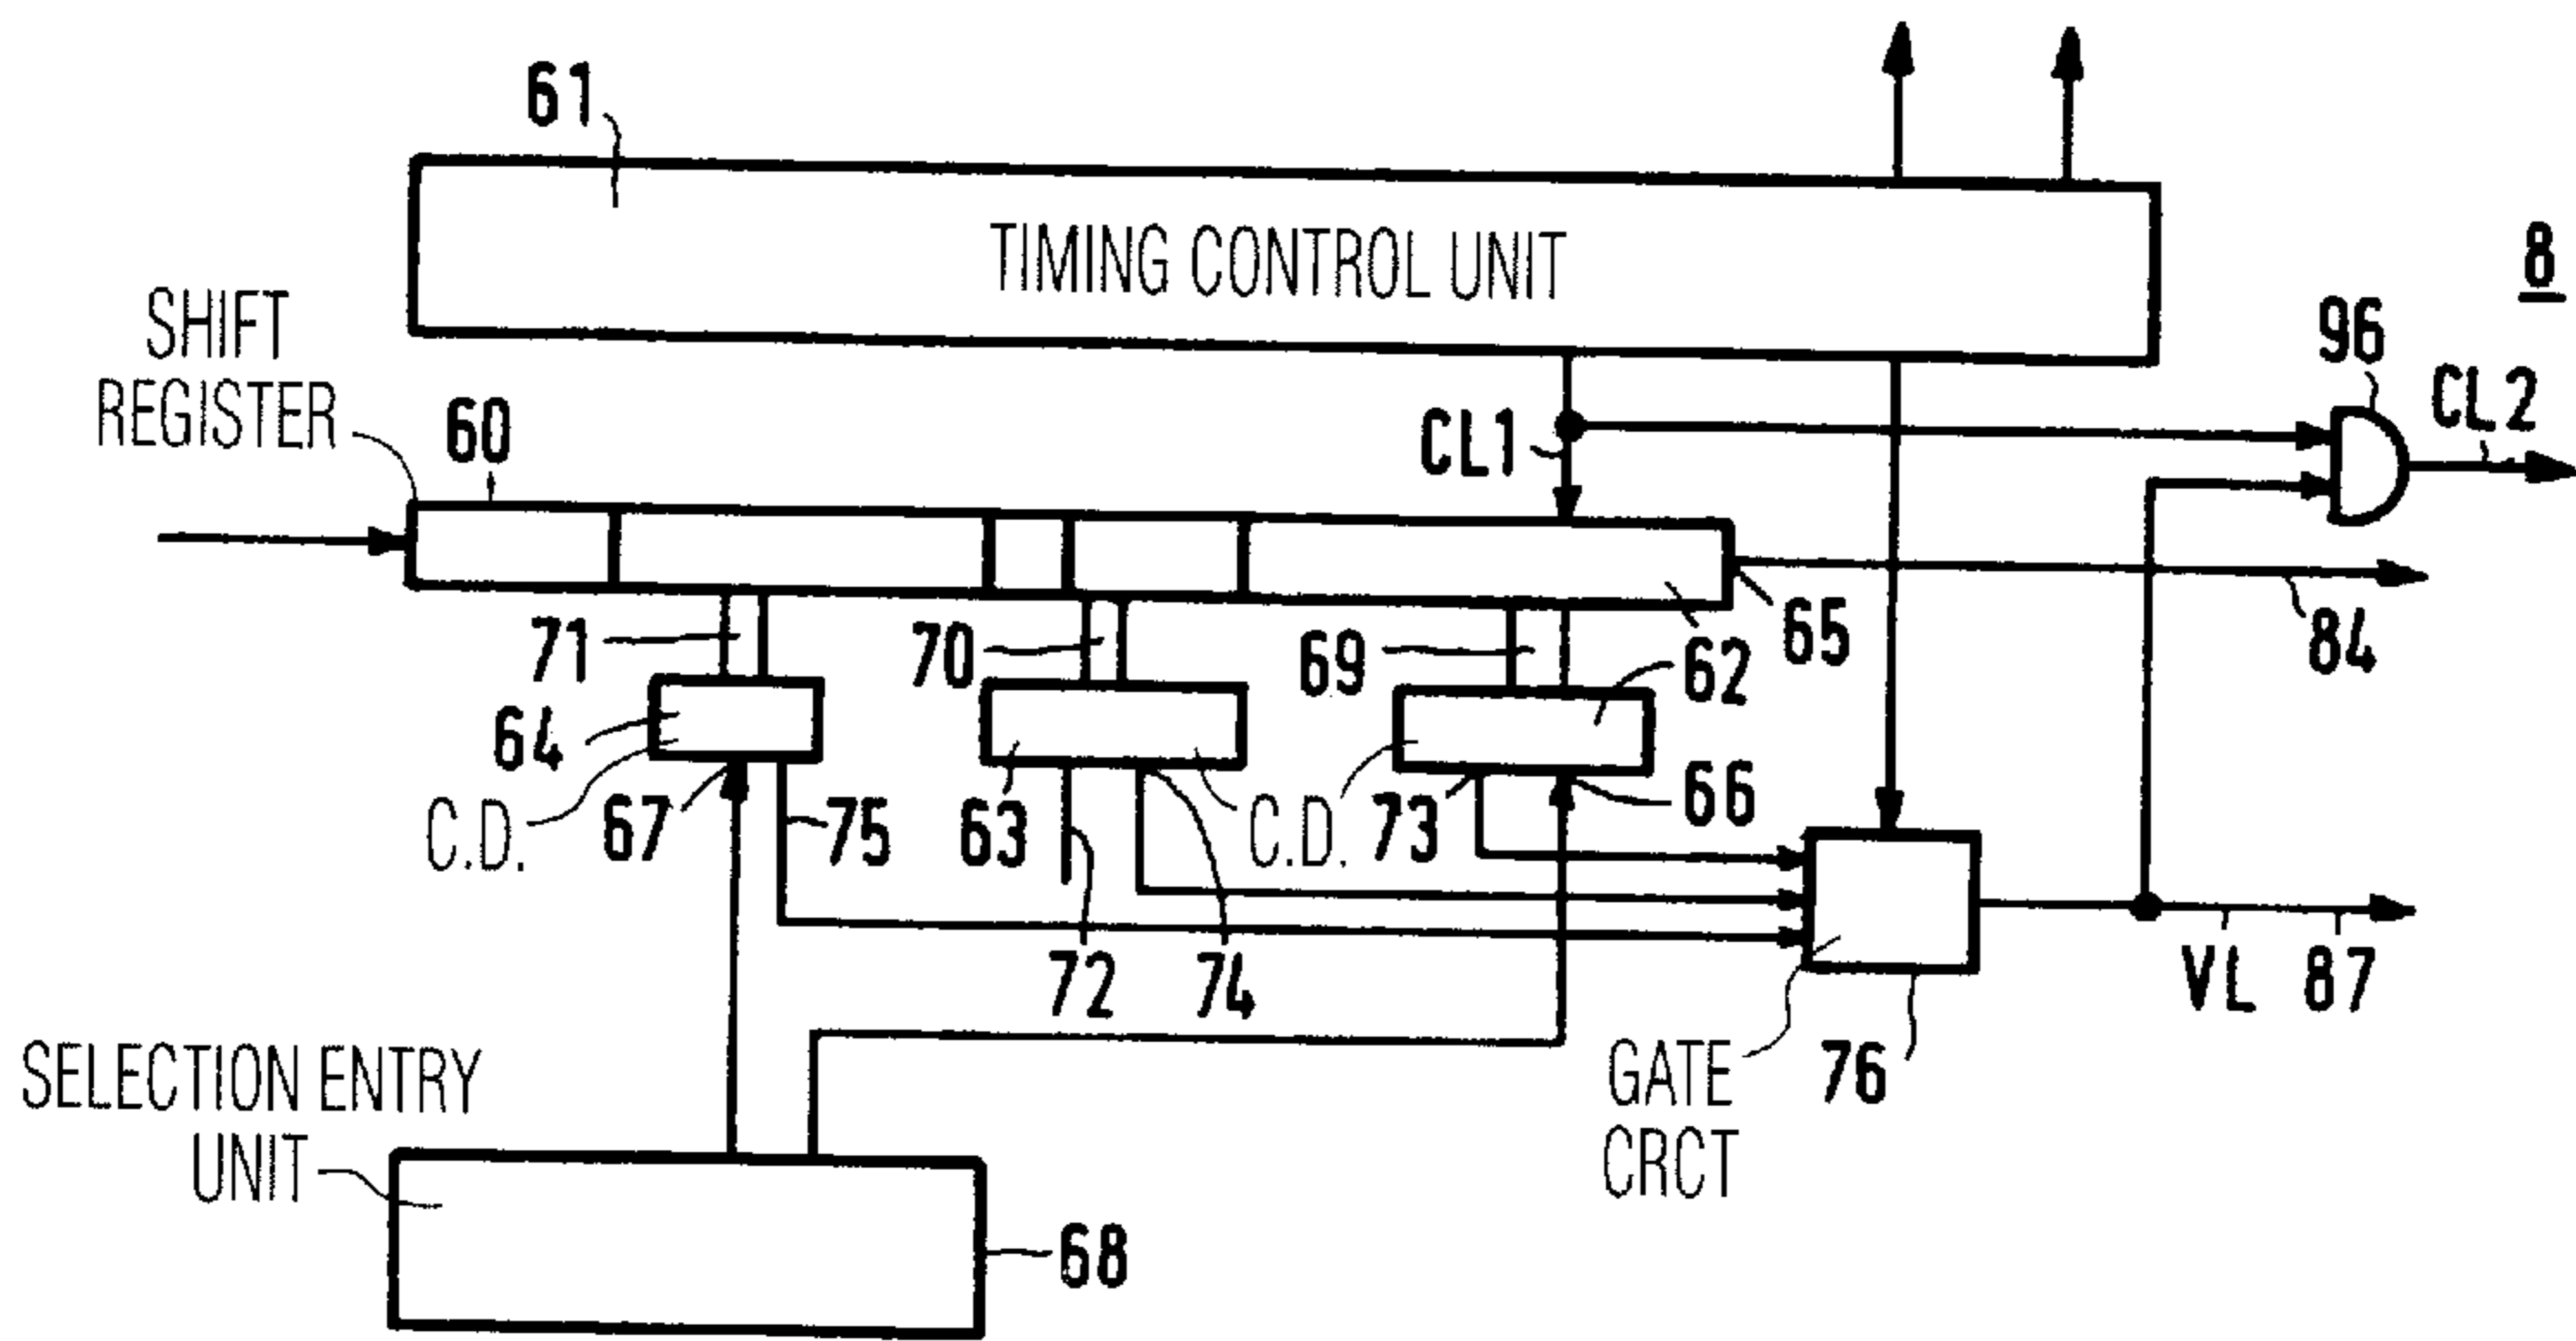 61
TIMING CONTROL UNIT
8
SHIFT
REGISTER
60
CL1
96
CL2
71
70
69
62
65
84
64
C.D.
67
75
63
C.D.
73
66
72
74
VL 87
SELECTION ENTRY
UNIT
GATE
CRCT
76
68